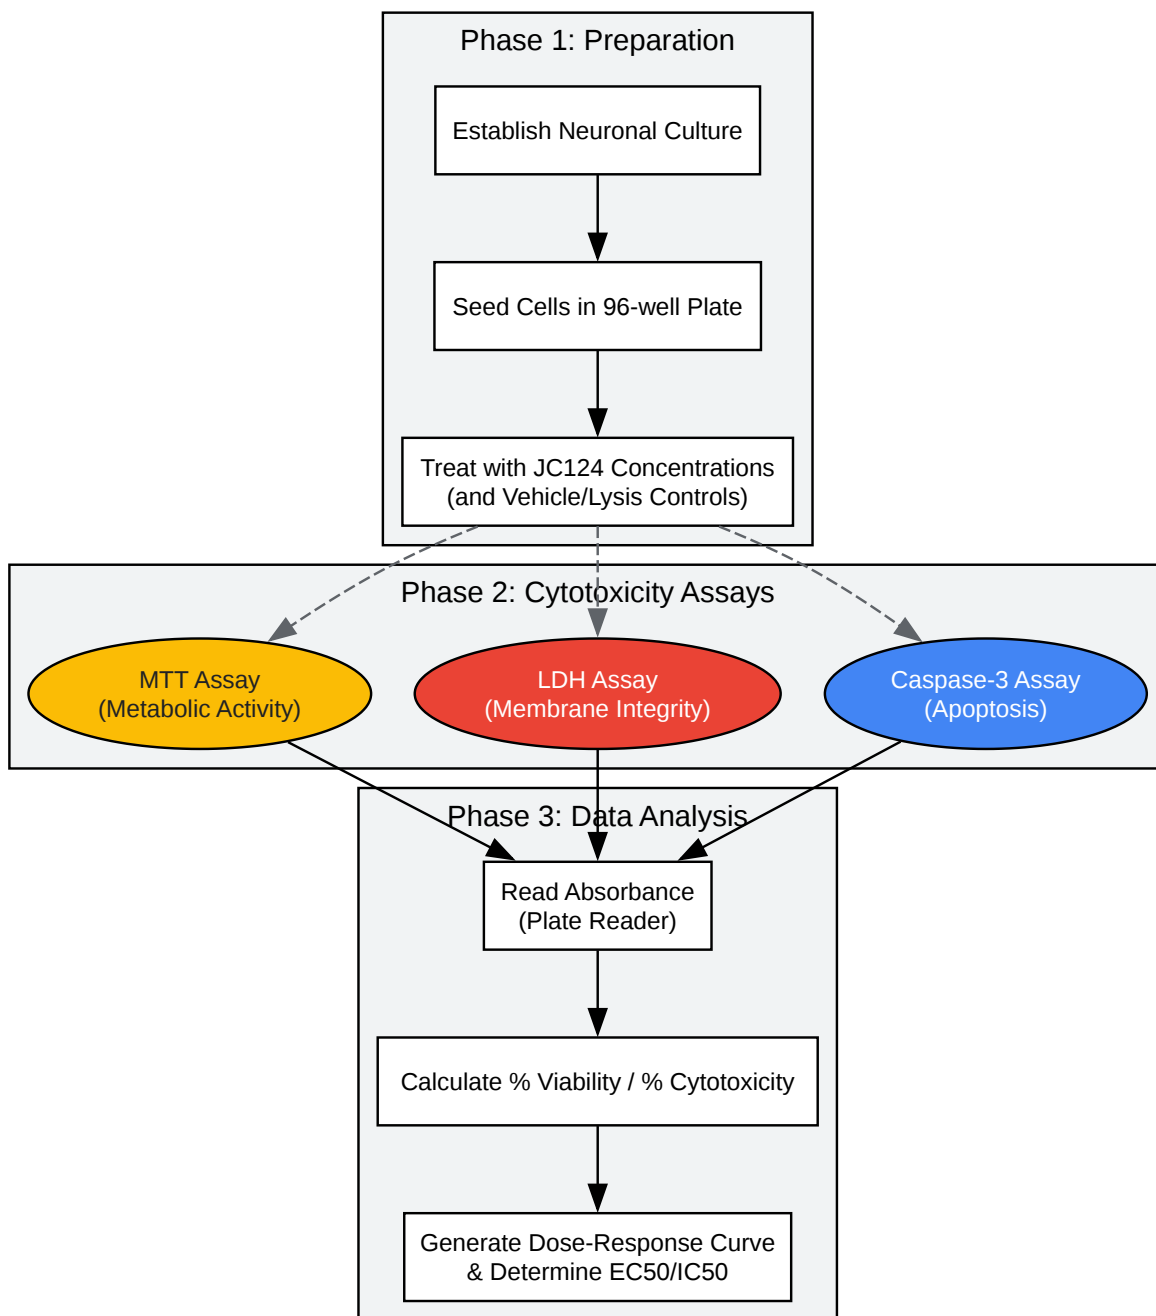 Phase 1: Preparation
Establish Neuronal Culture
Seed Cells in 96-well Plate
Treat with JC124 Concentrations
(and Vehicle/Lysis Controls)
Phase 2: Cytotoxicity Assays
MTT Assay
(Metabolic Activity)
LDH Assay
(Membrane Integrity)
Caspase-3 Assay
(Apoptosis)
Phase 3: Data Analysis
Read Absorbance
(Plate Reader)
Calculate % Viability / % Cytotoxicity
Generate Dose-Response Curve
& Determine EC50/IC50